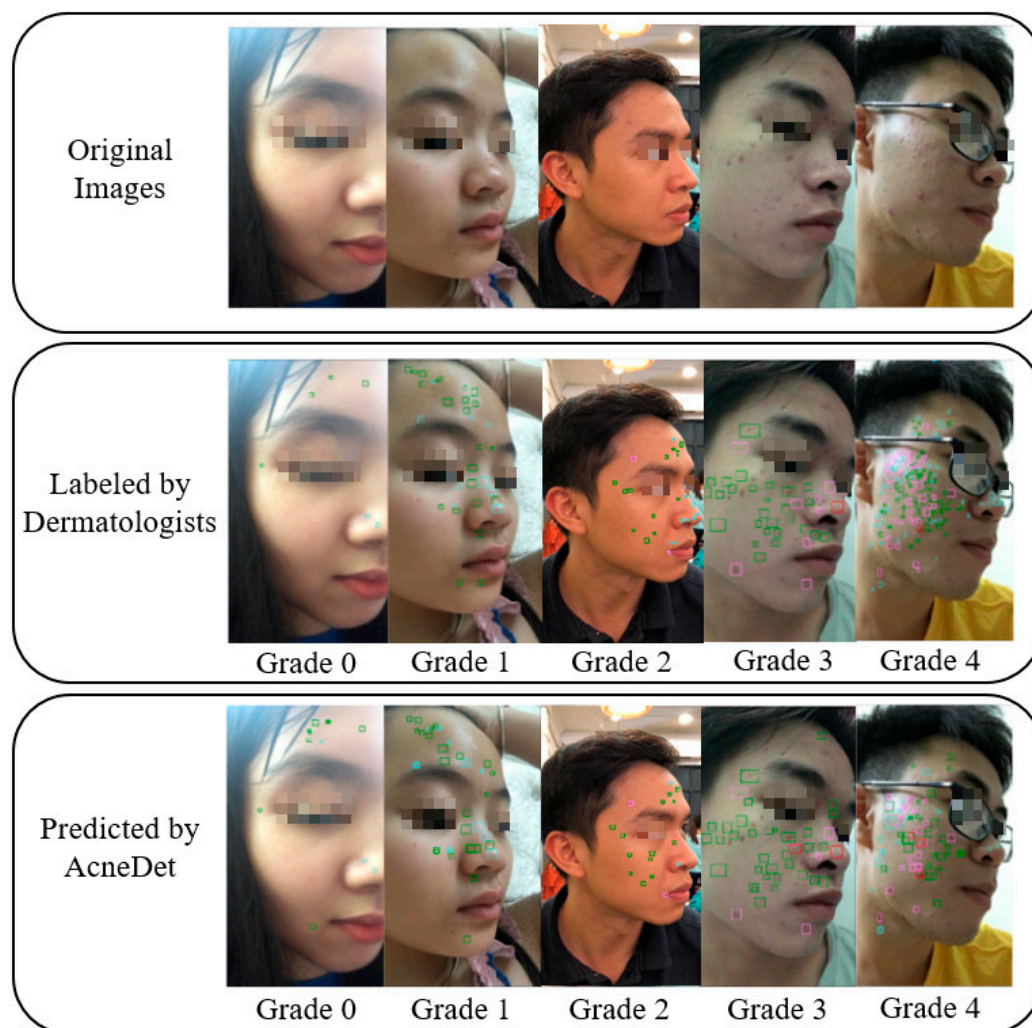 Original
Images
Labeled by
Dermatologists
Grade 0
Grade 1
Grade 2
Grade 3
Grade 4
Predicted by
AcneDet
Grade 0
Grade 1
Grade 2
Grade 3
Grade 4